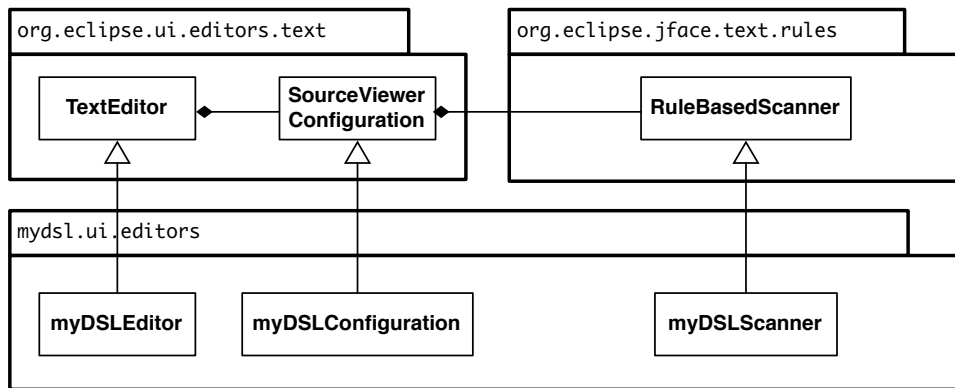 org.eclipse.ui.editors.text
org.eclipse.jface.text.rules
TextEditor
SourceViewer
Configuration
RuleBasedScanner
mydsl.ui.editors
myDSLEditor
myDSLConfiguration
myDSLScanner